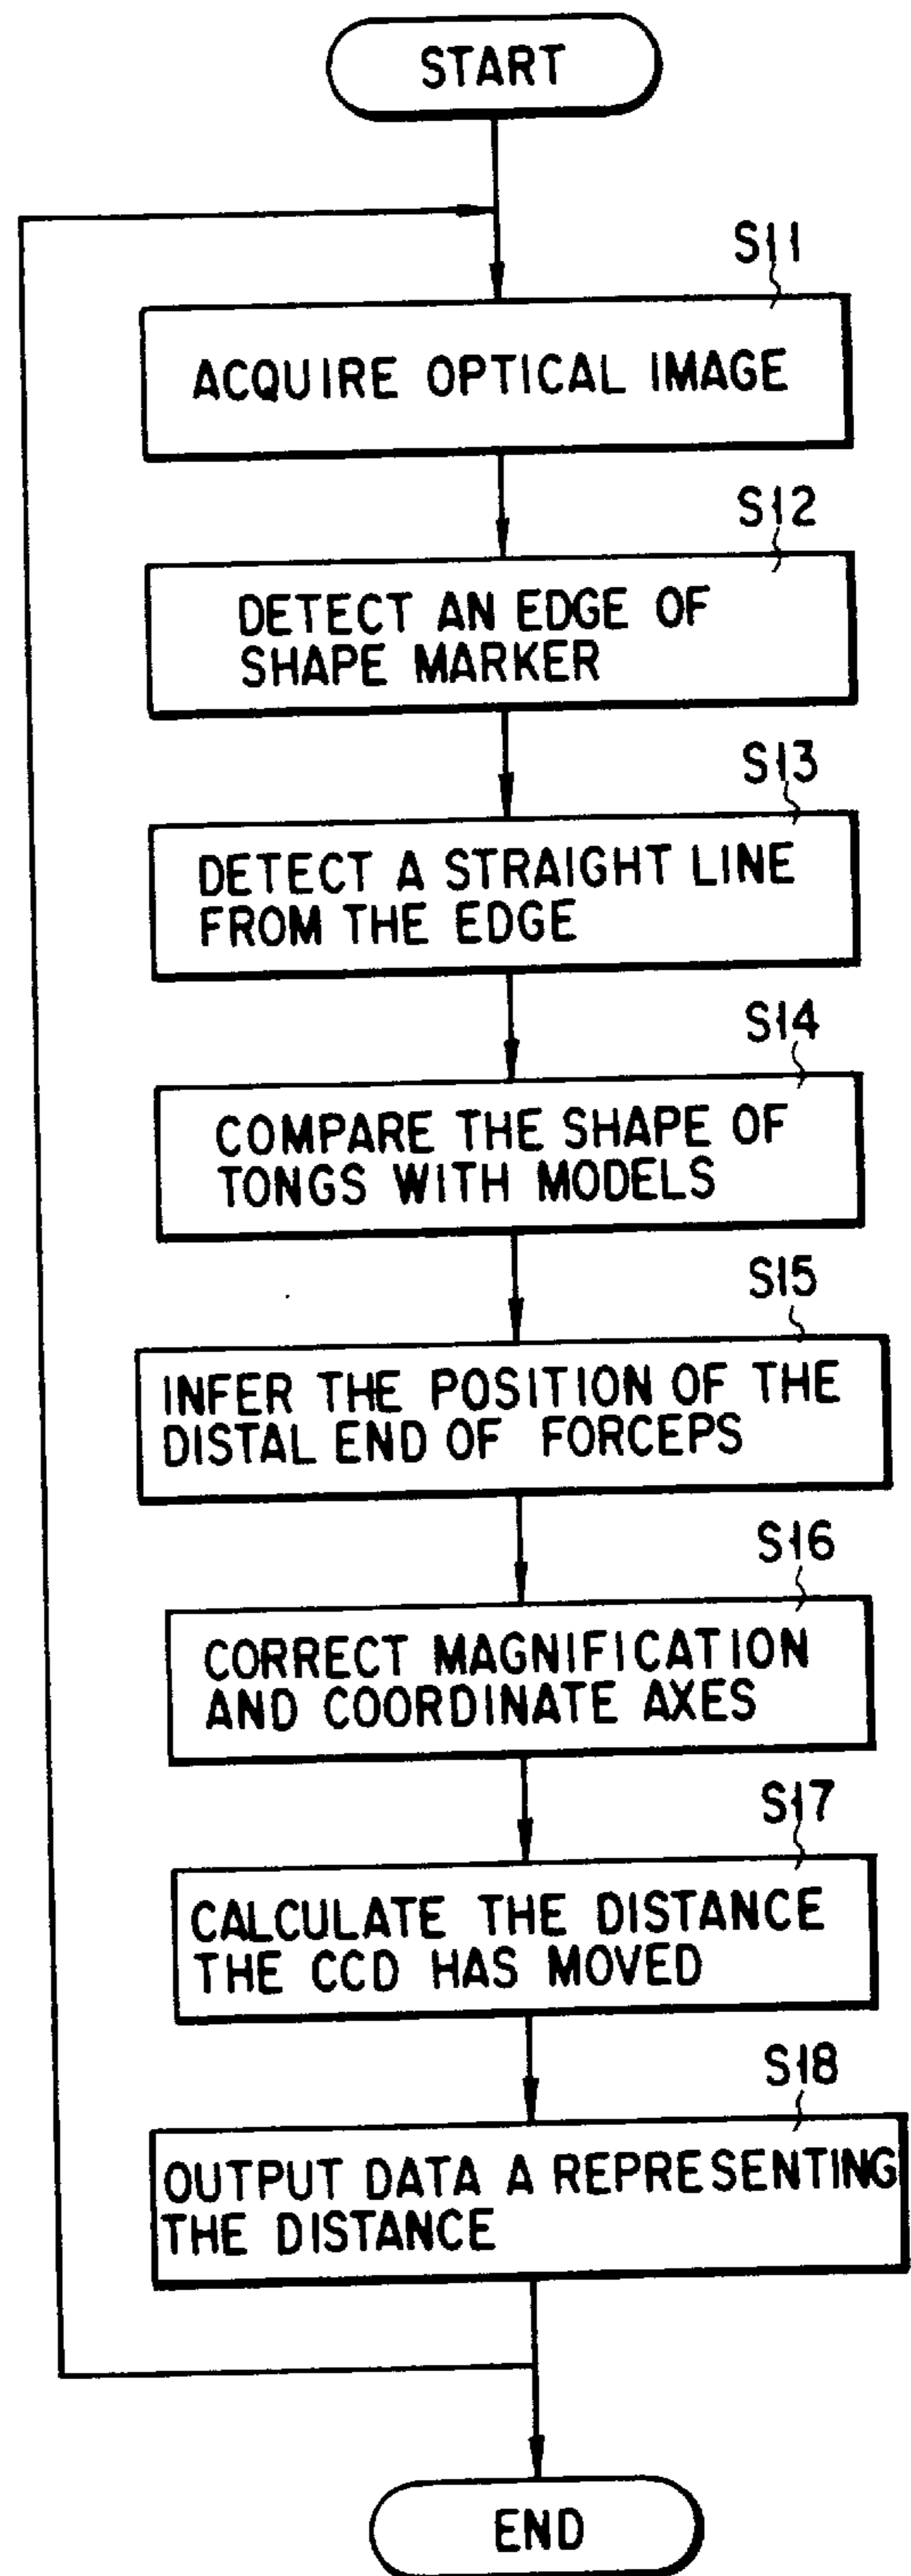 START
S11
ACQUIRE OPTICAL IMAGE
S12
DETECT AN EDGE OF
SHAPE MARKER
S13
DETECT A STRAIGHT LINE
FROM THE EDGE
S14
COMPARE THE SHAPE OF
TONGS WITH MODELS
S15
INFER THE POSITION OF THE
DISTAL END OF FORCEPS
S16
CORRECT MAGNIFICATION
AND COORDINATE AXES
S17
CALCULATE THE DISTANCE
THE CCD HAS MOVED
S18
OUTPUT DATA A REPRESENTING
THE DISTANCE
END